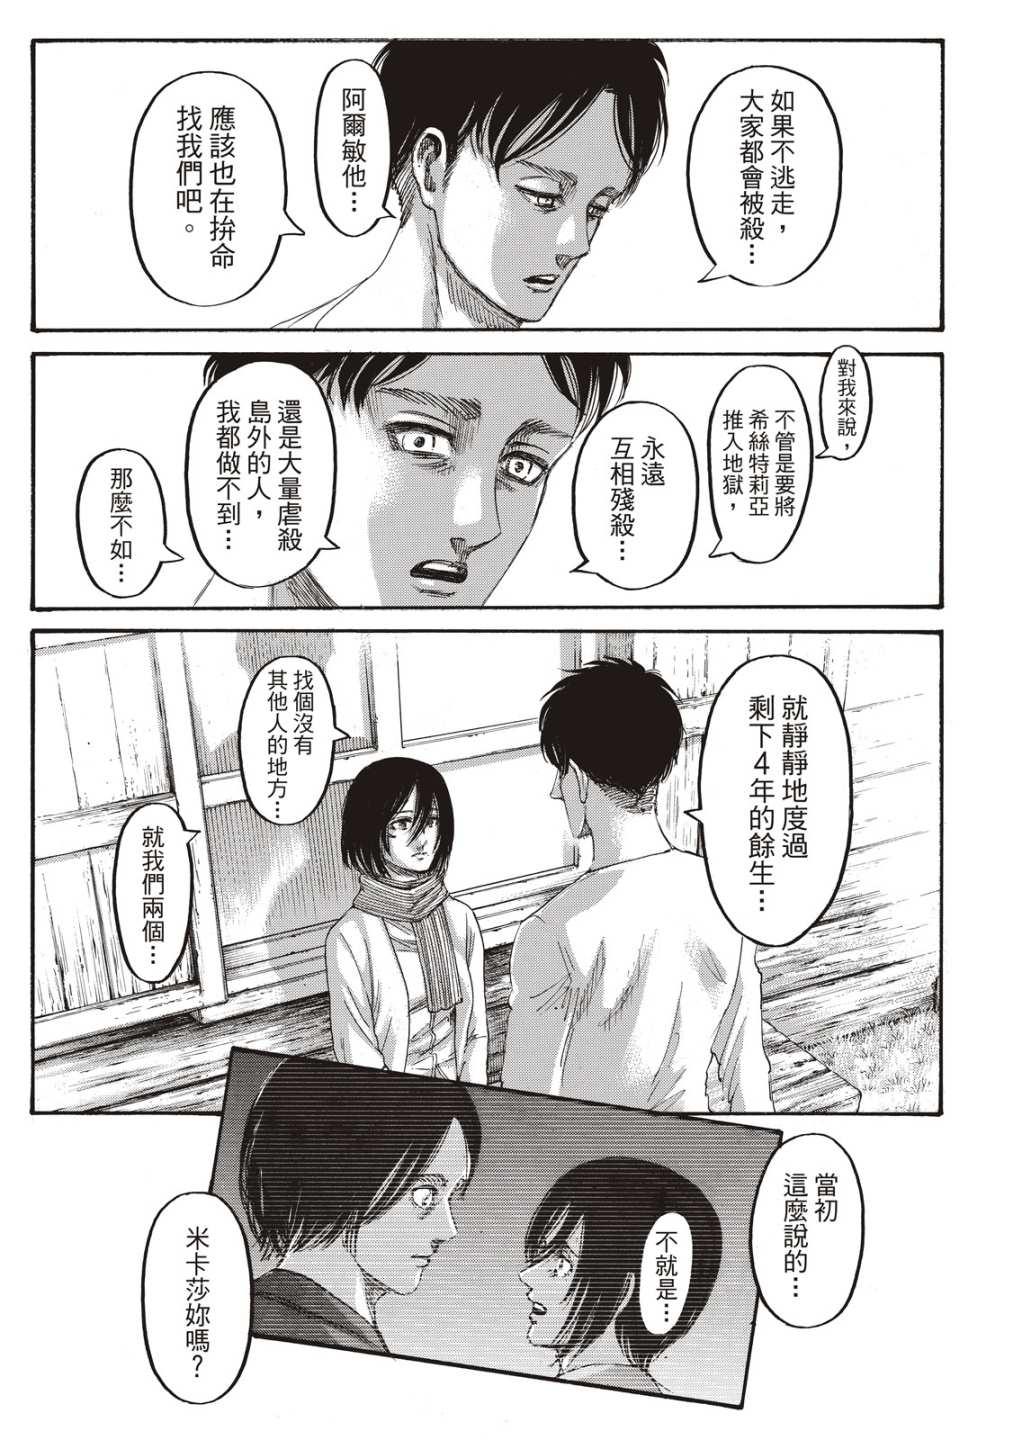 如果不逃走，
大家都會被殺…
阿爾敏他…
應該也在拚命
找我們吧。
對我來說，
不管是要將
希絲特莉亞
推入地獄，
永遠
互相殘殺…
還是大量虐殺
島外的人，
我都做不到…
那麼不如…
就靜靜地度過
剩下4年的餘生…
找個沒有
其他人的地方…
就我們兩個…
當初
這麼說的…
不就是…
米卡莎妳嗎？